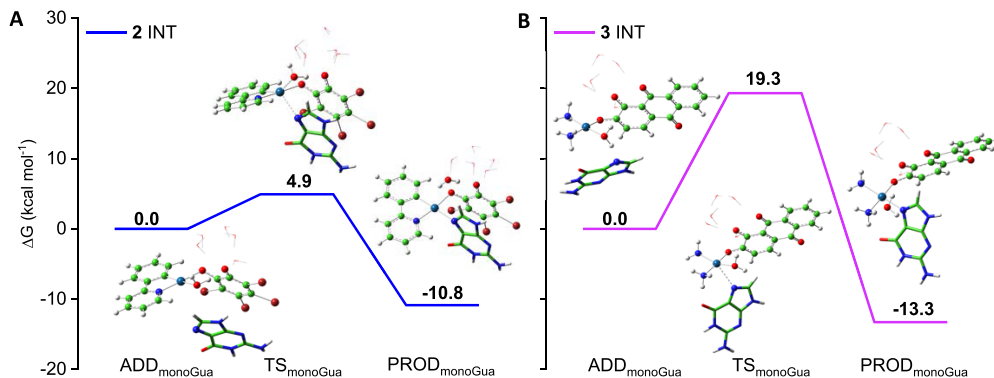 A
B
ΔG (kcal mol⁻¹)
30
20
10
0
-10
-20
2 INT
0.0
4.9
-10.8
ADDmonoGua
TSmonoGua
PRODmonoGua
3 INT
0.0
19.3
-13.3
ADDmonoGua
TSmonoGua
PRODmonoGua